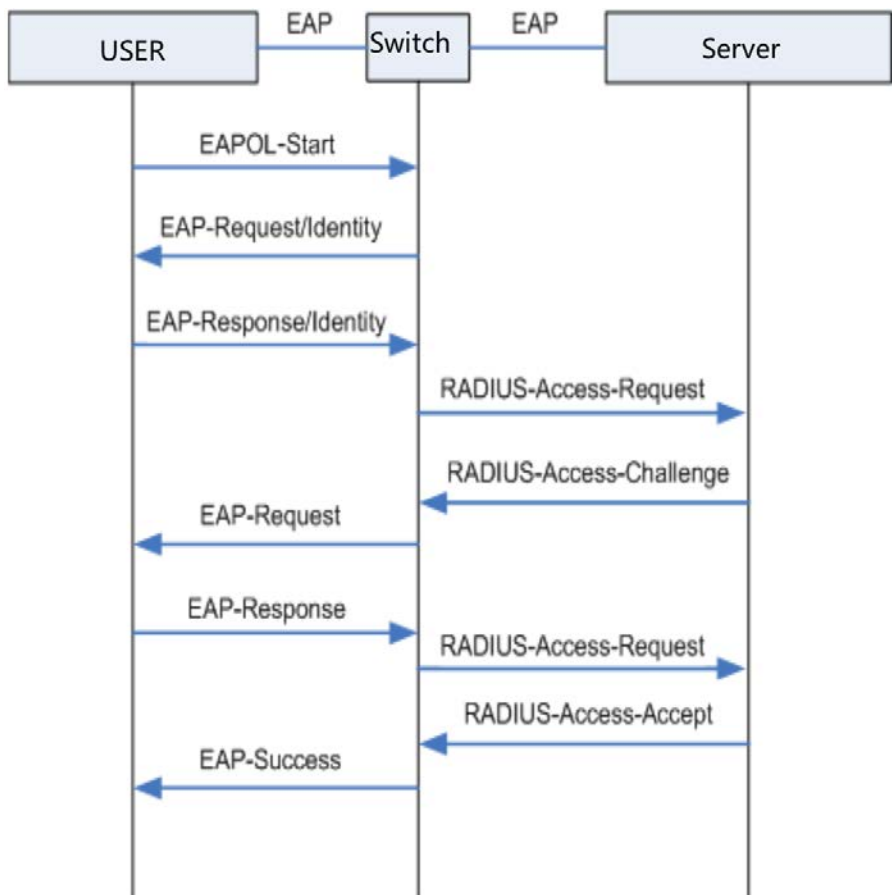 EAP
EAP
USER
Switch
Server
EAPOL-Start
EAP-Request/Identity
EAP-Response/Identity
RADIUS-Access-Request
RADIUS-Access-Challenge
EAP-Request
EAP-Response
RADIUS-Access-Request
RADIUS-Access-Accept
EAP-Success